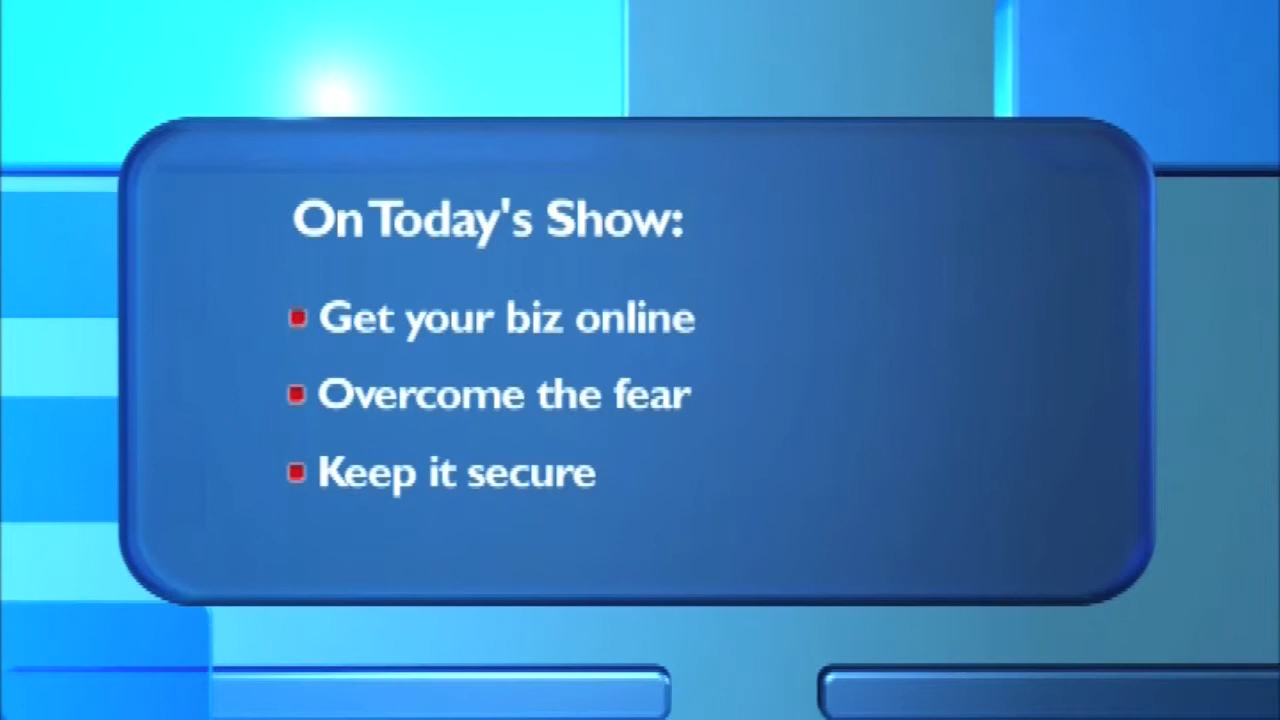 On Today's Show:
Get your biz online
Overcome the fear
Keep it secure